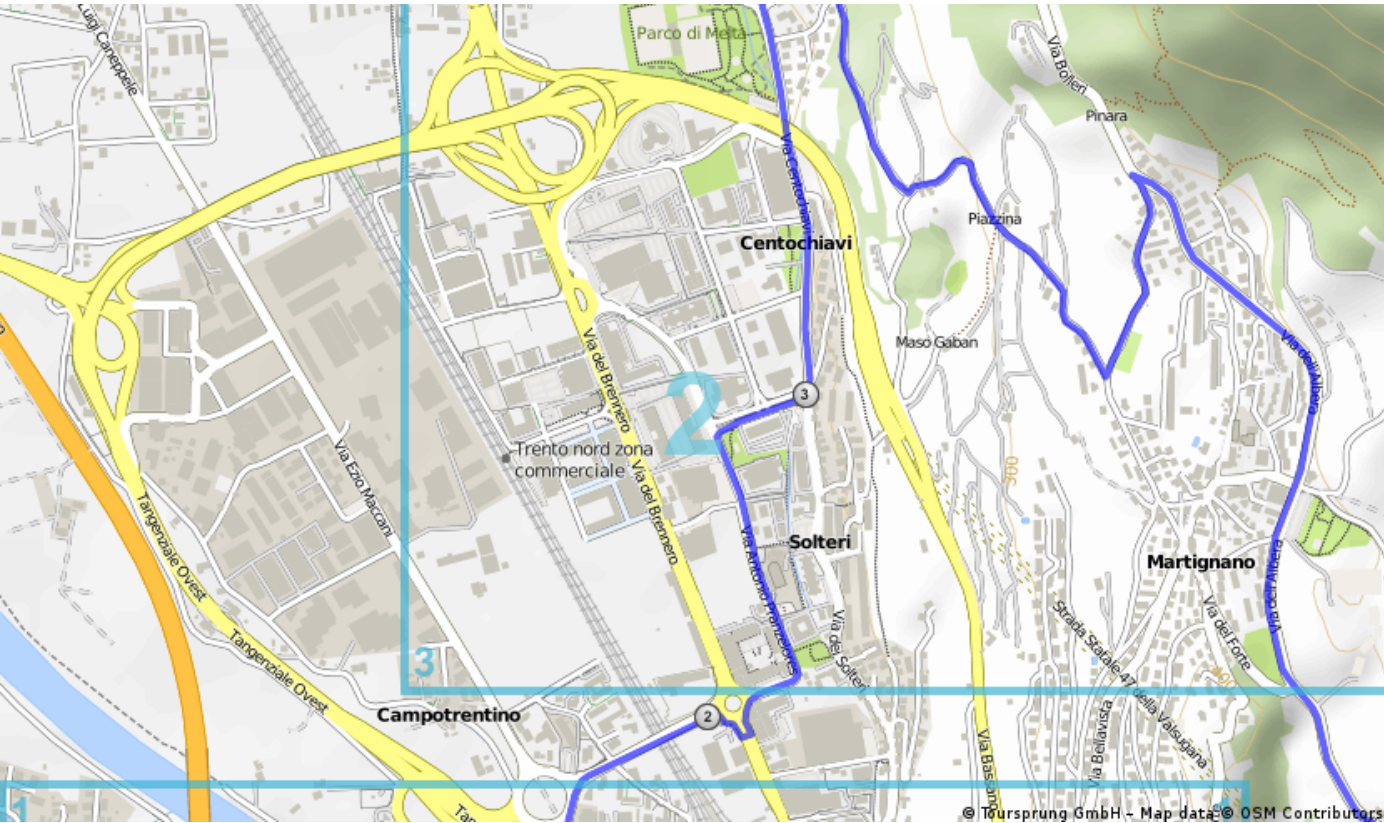 Luigi Caneppele
Parco di Melta
Via Bolleri
Pinara
Via Centochiavi
Piazzina
Centochiavi
Maso Gaban
Via del Brennero
Via dell'Albera
3
2
Trento nord zona
commerciale
Via Ezio Maccani
Via del Brennero
300
Tangenziale Ovest
Via Antonio Pranzelores
Solteri
Martignano
Via dell'Albera
Via dei Solteri
Strada Statale 47 della Valsugana
Via del Forte
Tangenziale Ovest
3
400
Campotrentino
2
Via Bellavista
Via Bassano
1
Tan
© Toursprung GmbH – Map data © OSM Contributors